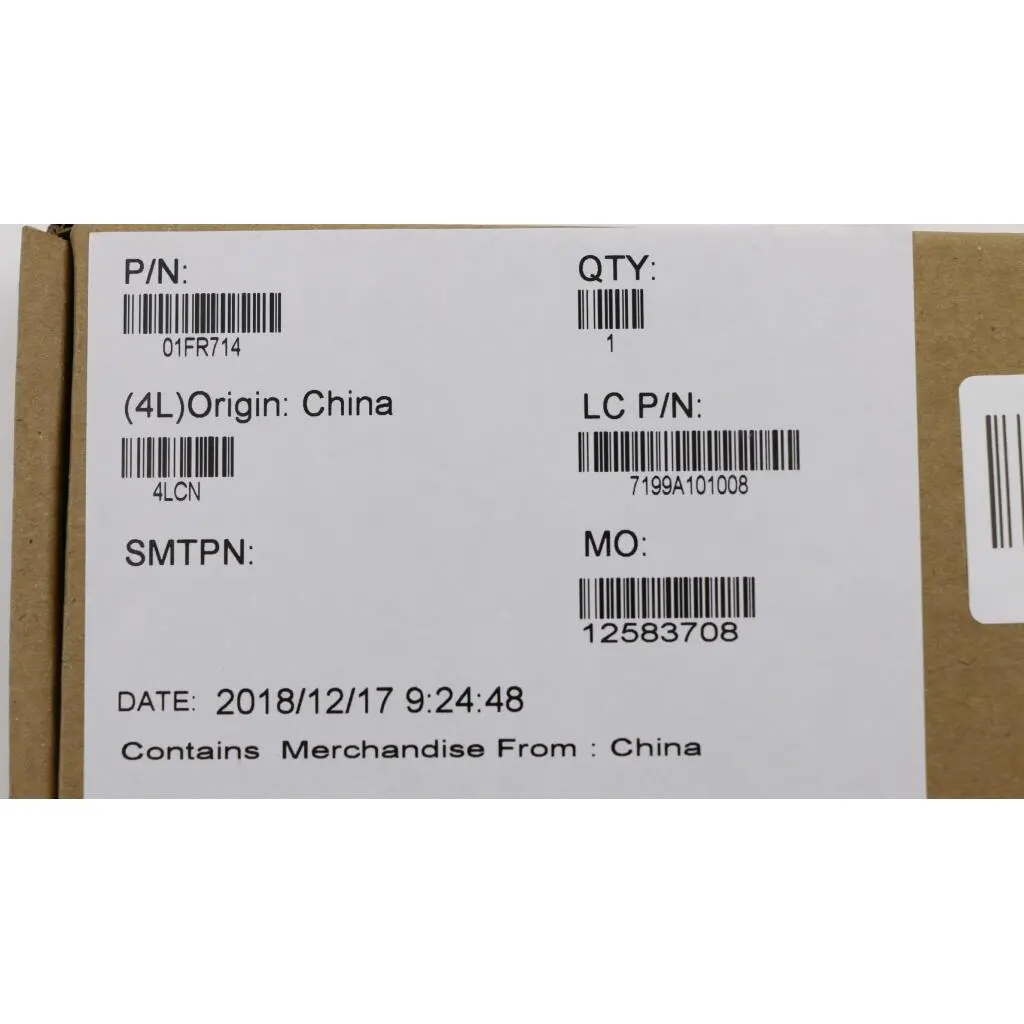 P/N:
QTY:
01FR714
1
(4L)Origin: China
LC P/N:
4LCN
7199A101008
SMTPN:
MO:
12583708
DATE: 2018/12/17 9:24:48
Contains Merchandise From : China